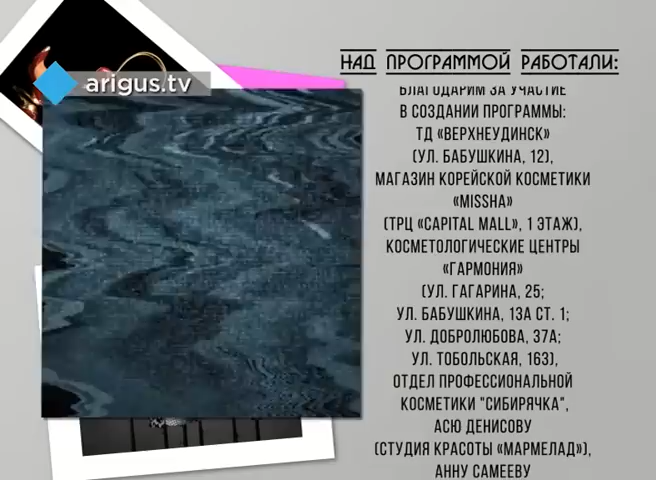 arigus.tv
НАД ПРОГРАММОЙ РАБОТАЛИ:
БЛАГОДАРИМ ЗА УЧАСТИЕ
В СОЗДАНИИ ПРОГРАММЫ:
ТД «ВЕРХНЕУДИНСК»
(УЛ. БАБУШКИНА, 12),
МАГАЗИН КОРЕЙСКОЙ КОСМЕТИКИ
«MISSHA»
(ТРЦ «CAPITAL MALL», 1 ЭТАЖ),
КОСМЕТОЛОГИЧЕСКИЕ ЦЕНТРЫ
«ГАРМОНИЯ»
(УЛ. ГАГАРИНА, 25;
УЛ. БАБУШКИНА, 13А СТ. 1;
УЛ. ДОБРОЛЮБОВА, 37А;
УЛ. ТОБОЛЬСКАЯ, 163),
ОТДЕЛ ПРОФЕССИОНАЛЬНОЙ
КОСМЕТИКИ "СИБИРЯЧКА",
АСЮ ДЕНИСОВУ
(СТУДИЯ КРАСОТЫ «МАРМЕЛАД»),
АННУ САМЕЕВУ